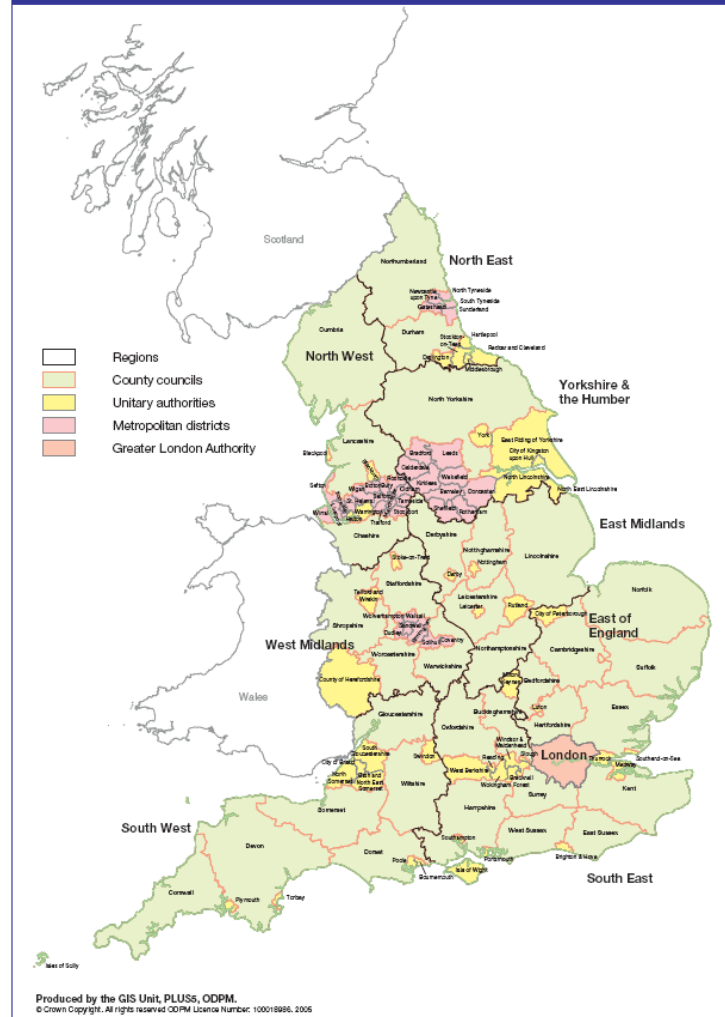 Scotland
North East
Northumberland
North Tyneside
Newcastle
upon Tyne
South Tyneside
Gateshead
Sunderland
Cumbria
Durham
Hartlepool
Stockton-
on-Tees
Redcar and Cleveland
Darlington
Middlesbrough
North West
Regions
County councils
Unitary authorities
Metropolitan districts
Greater London Authority
Yorkshire &
the Humber
North Yorkshire
Lancashire
Blackpool
York
East Riding of Yorkshire
City of Kingston
upon Hull
Bradford
Leeds
Calderdale
Wakefield
Kirklees
Barnsley
Doncaster
Sheffield
Rotherham
North Lincolnshire
North East Lincolnshire
Sefton
Wigan
Bolton
Bury
Rochdale
Oldham
Salford
Tameside
St. Helens
Wirral
Warrington
Halton
Trafford
Stockport
Cheshire
East Midlands
Derbyshire
Nottinghamshire
Nottingham
Lincolnshire
Derby
Stoke-on-Trent
Staffordshire
Telford and
Wrekin
Leicestershire
Leicester
Rutland
City of Peterborough
Norfolk
East of
England
Shropshire
Wolverhampton
Walsall
Sandwell
Dudley
Solihull
Coventry
West Midlands
Worcestershire
Warwickshire
Northamptonshire
Cambridgeshire
Suffolk
County of Herefordshire
Wales
Milton
Keynes
Bedfordshire
Luton
Essex
Hertfordshire
Gloucestershire
Oxfordshire
Buckinghamshire
South
Gloucestershire
City of Bristol
North
Somerset
Bath and
North East
Somerset
Swindon
Wiltshire
Windsor &
Maidenhead
Reading
Slough
West Berkshire
Bracknell
Wokingham
Forest
London
Thurrock
Southend-on-Sea
Medway
Kent
Surrey
Hampshire
West Sussex
East Sussex
Somerset
South West
Devon
Dorset
Southampton
Portsmouth
Brighton & Hove
Poole
Bournemouth
Isle of Wight
South East
Cornwall
Plymouth
Torbay
Isles of Scilly
Produced by the GIS Unit, PLUS5, ODPM.
© Crown Copyright. All rights reserved ODPM Licence Number: 100018986. 2005